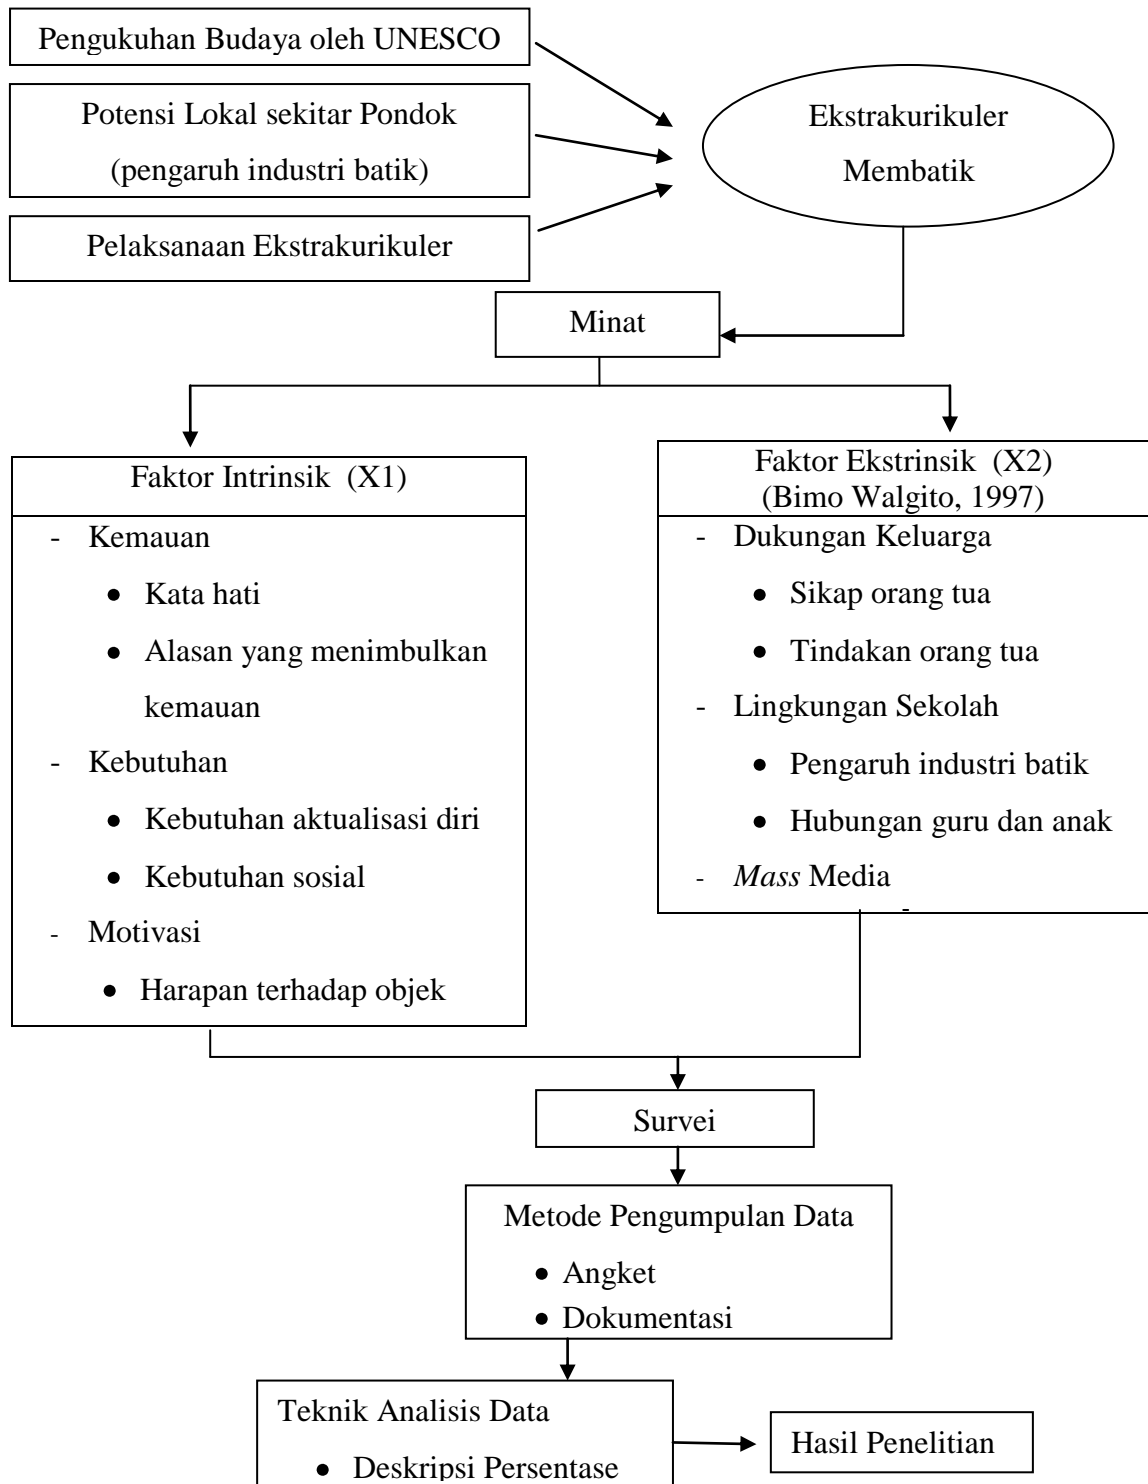 Pengukuhan Budaya oleh UNESCO
Potensi Lokal sekitar Pondok
(pengaruh industri batik)
Pelaksanaan Ekstrakurikuler
Ekstrakurikuler
Membatik
Minat
Faktor Intrinsik (X1)
- Kemauan
• Kata hati
• Alasan yang menimbulkan
kemauan
- Kebutuhan
• Kebutuhan aktualisasi diri
• Kebutuhan sosial
- Motivasi
• Harapan terhadap objek
Faktor Ekstrinsik (X2)
(Bimo Walgito, 1997)
- Dukungan Keluarga
• Sikap orang tua
• Tindakan orang tua
- Lingkungan Sekolah
• Pengaruh industri batik
• Hubungan guru dan anak
- Mass Media
-
Survei
Metode Pengumpulan Data
• Angket
• Dokumentasi
Teknik Analisis Data
• Deskripsi Persentase
Hasil Penelitian